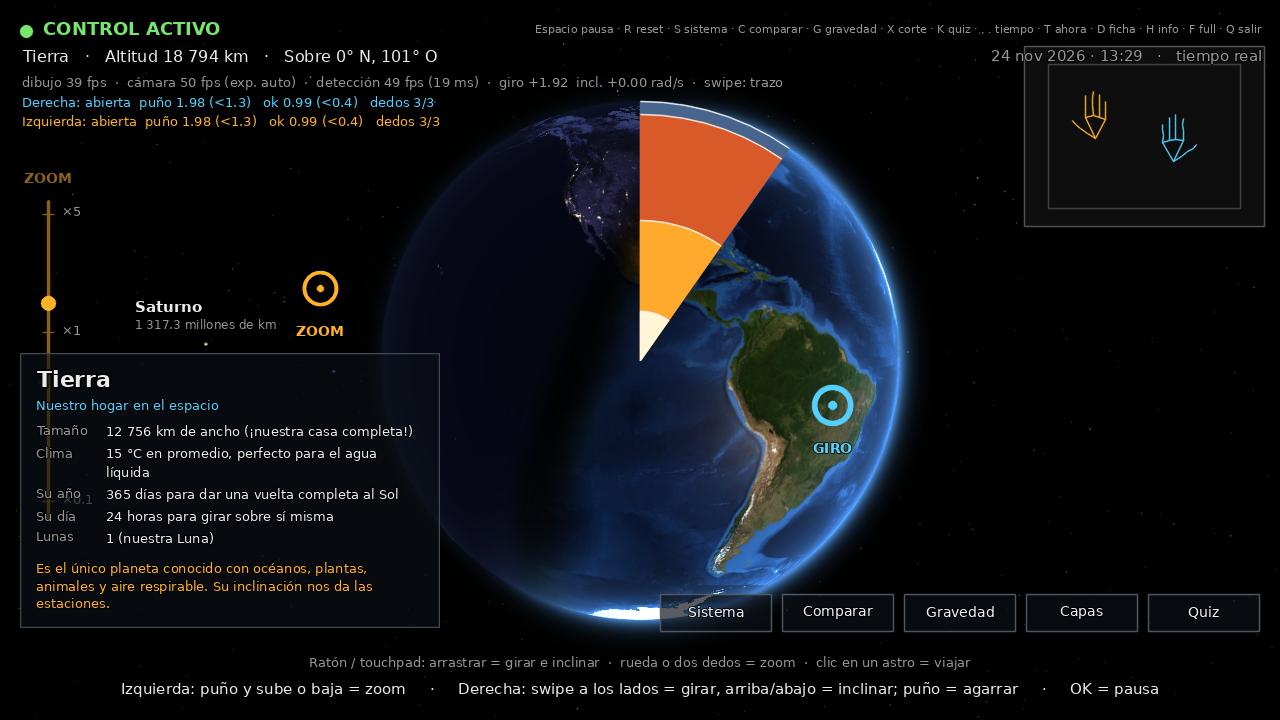 CONTROL ACTIVO
Espacio pausa · R reset · S sistema · C comparar · G gravedad · X corte · K quiz · , . tiempo · T ahora · D ficha · H info · F full · Q salir
Tierra · Altitud 18 794 km · Sobre 0° N, 101° O
24 nov 2026 · 13:29 · tiempo real
dibujo 39 fps · cámara 50 fps (exp. auto) · detección 49 fps (19 ms) · giro +1.92 incl. +0.00 rad/s · swipe: trazo
Derecha: abierta puño 1.98 (<1.3) ok 0.99 (<0.4) dedos 3/3
Izquierda: abierta puño 1.98 (<1.3) ok 0.99 (<0.4) dedos 3/3
ZOOM
×5
×1
×0.1
Saturno
1 317.3 millones de km
ZOOM
GIRO
Tierra
Nuestro hogar en el espacio
Tamaño 12 756 km de ancho (¡nuestra casa completa!)
Clima 15 °C en promedio, perfecto para el agua
líquida
Su año 365 días para dar una vuelta completa al Sol
Su día 24 horas para girar sobre sí misma
Lunas 1 (nuestra Luna)
Es el único planeta conocido con océanos, plantas,
animales y aire respirable. Su inclinación nos da las
estaciones.
Sistema Comparar Gravedad Capas Quiz
Ratón / touchpad: arrastrar = girar e inclinar · rueda o dos dedos = zoom · clic en un astro = viajar
Izquierda: puño y sube o baja = zoom · Derecha: swipe a los lados = girar, arriba/abajo = inclinar; puño = agarrar · OK = pausa